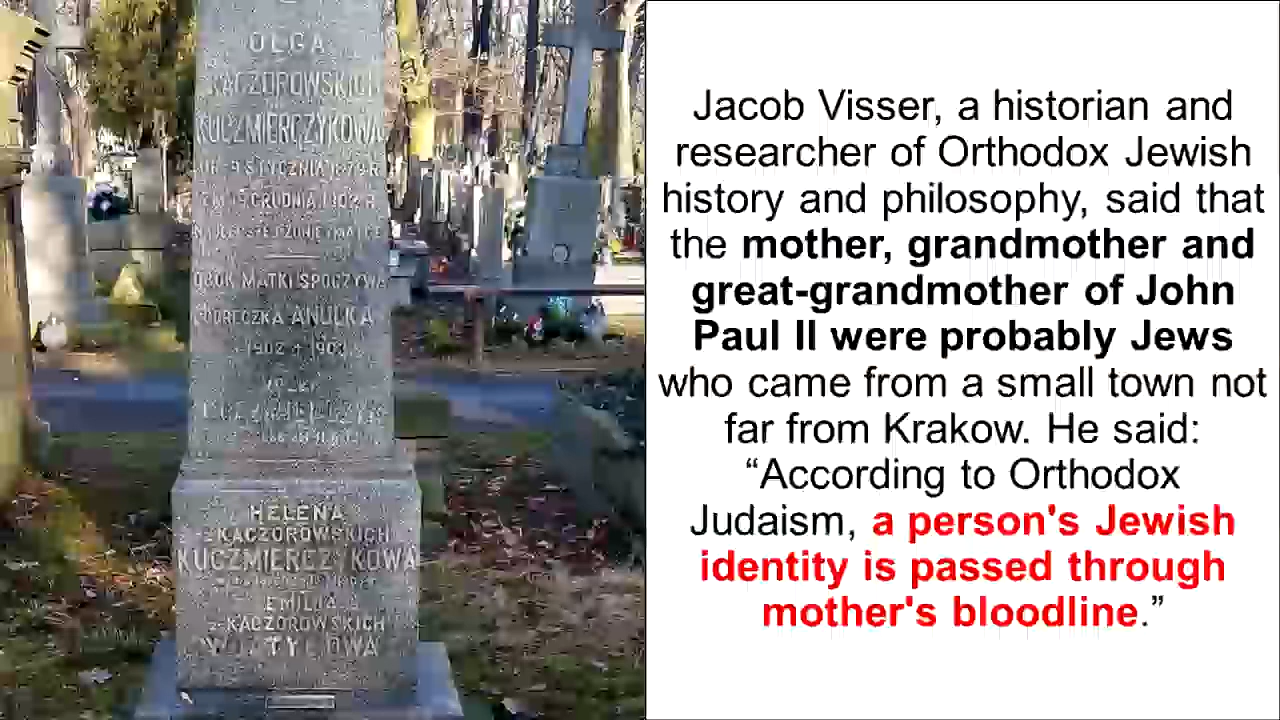 OLGA
KACZOROWSKICH
KUCZMIERCZYKOWA
OBOK MATKI SPOCZYWA
CÓRECZKA ANULKA
HELENA
z KACZOROWSKICH
KUCZMIERCZYKOWA
EMILIA
z KACZOROWSKICH
WOJTYŁOWA
Jacob Visser, a historian and
researcher of Orthodox Jewish
history and philosophy, said that
the mother, grandmother and
great-grandmother of John
Paul II were probably Jews
who came from a small town not
far from Krakow. He said:
“According to Orthodox
Judaism, a person's Jewish
identity is passed through
mother's bloodline.”